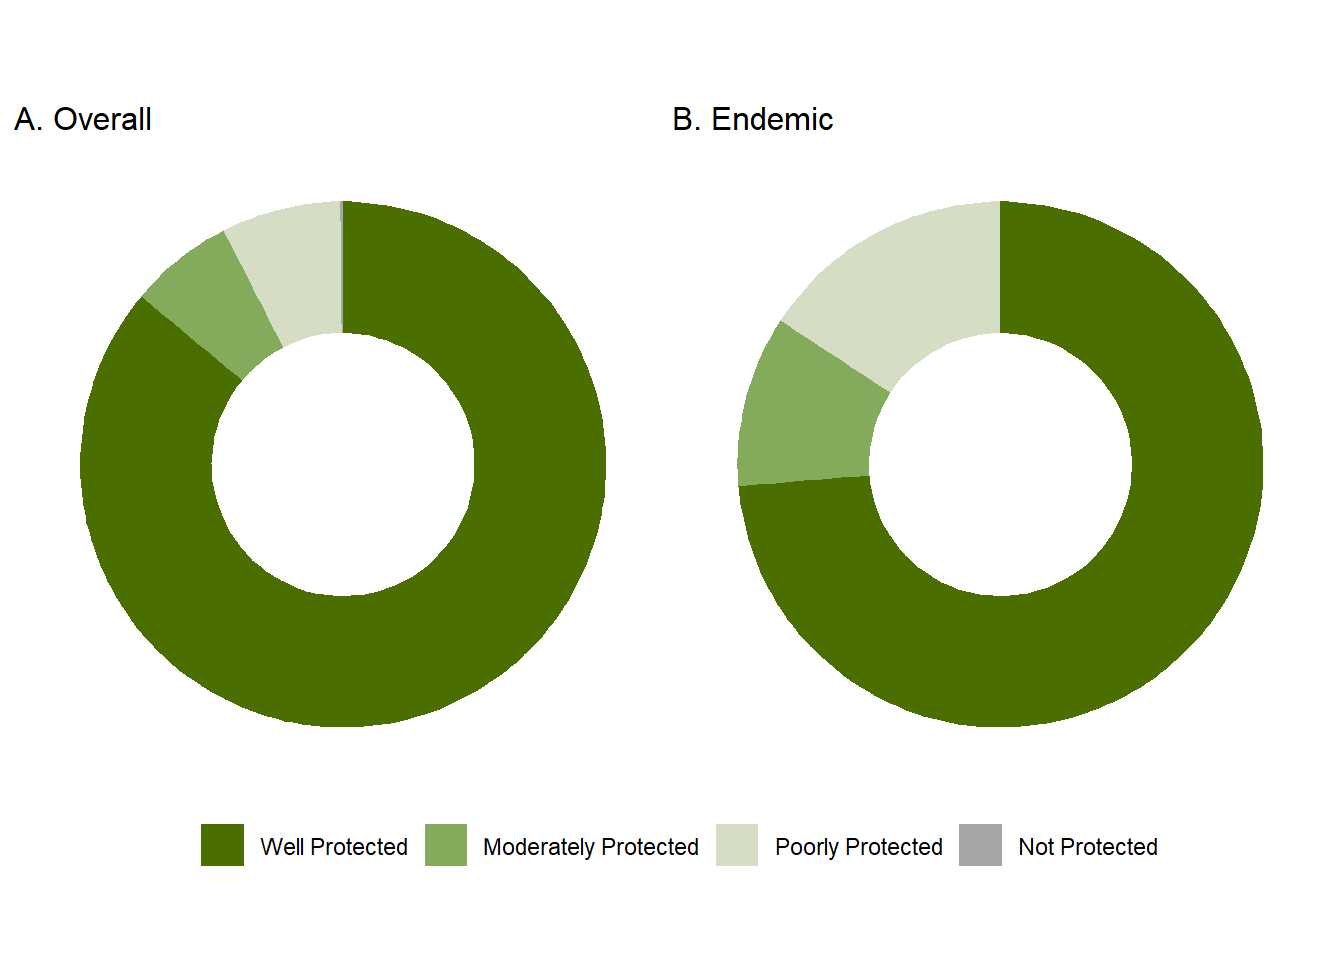 A. Overall
B. Endemic
Well Protected
Moderately Protected
Poorly Protected
Not Protected